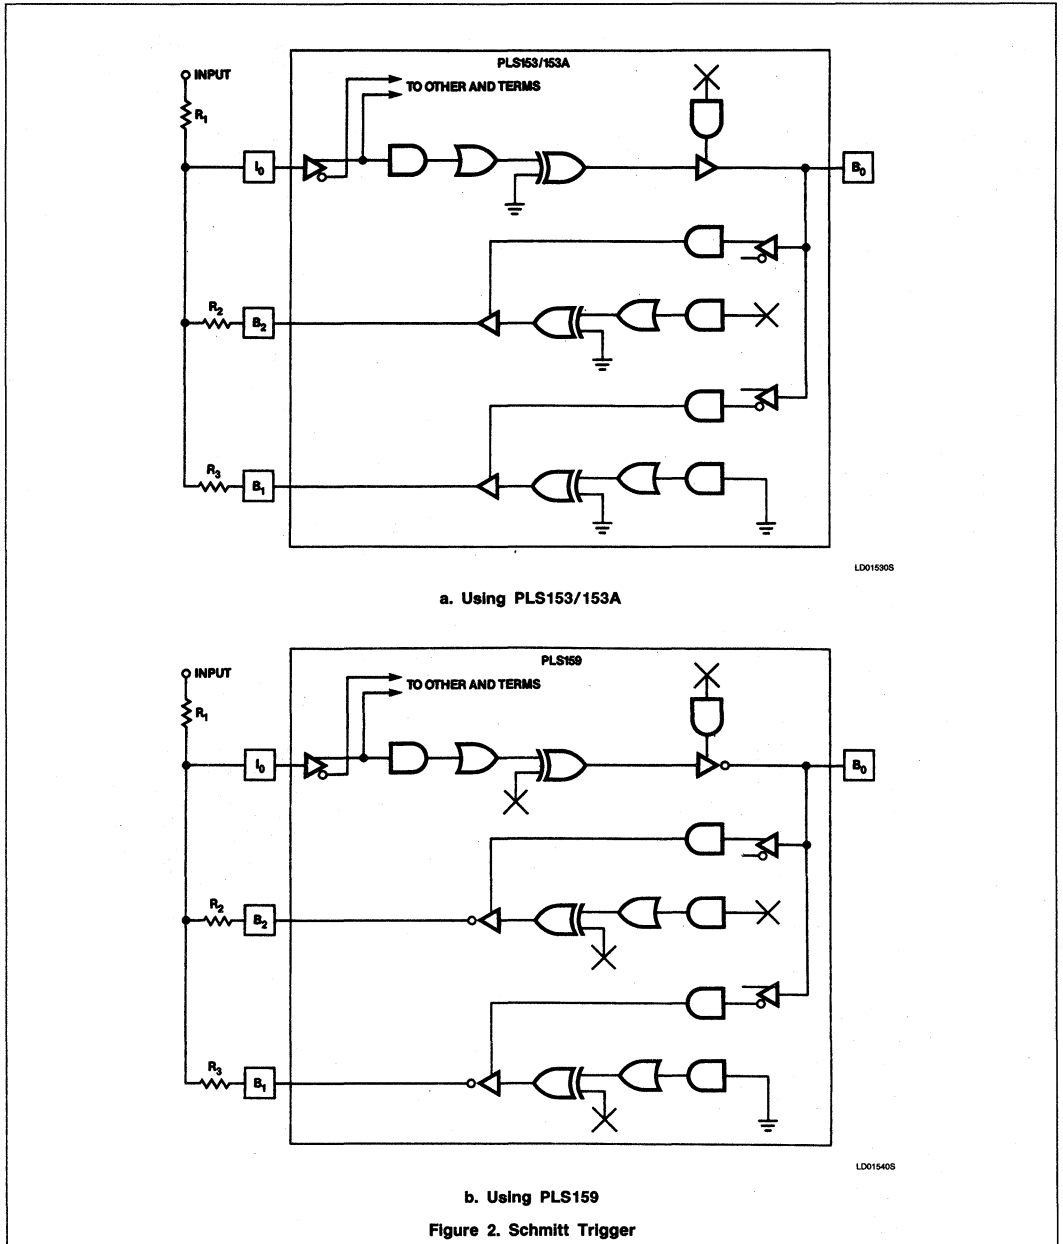 PLS153/153A
INPUT
TO OTHER AND TERMS
R1
I0
B0
R2
B2
R3
B1
LD01530S
a. Using PLS153/153A
PLS159
INPUT
TO OTHER AND TERMS
R1
I0
B0
R2
B2
R3
B1
LD01540S
b. Using PLS159
Figure 2. Schmitt Trigger